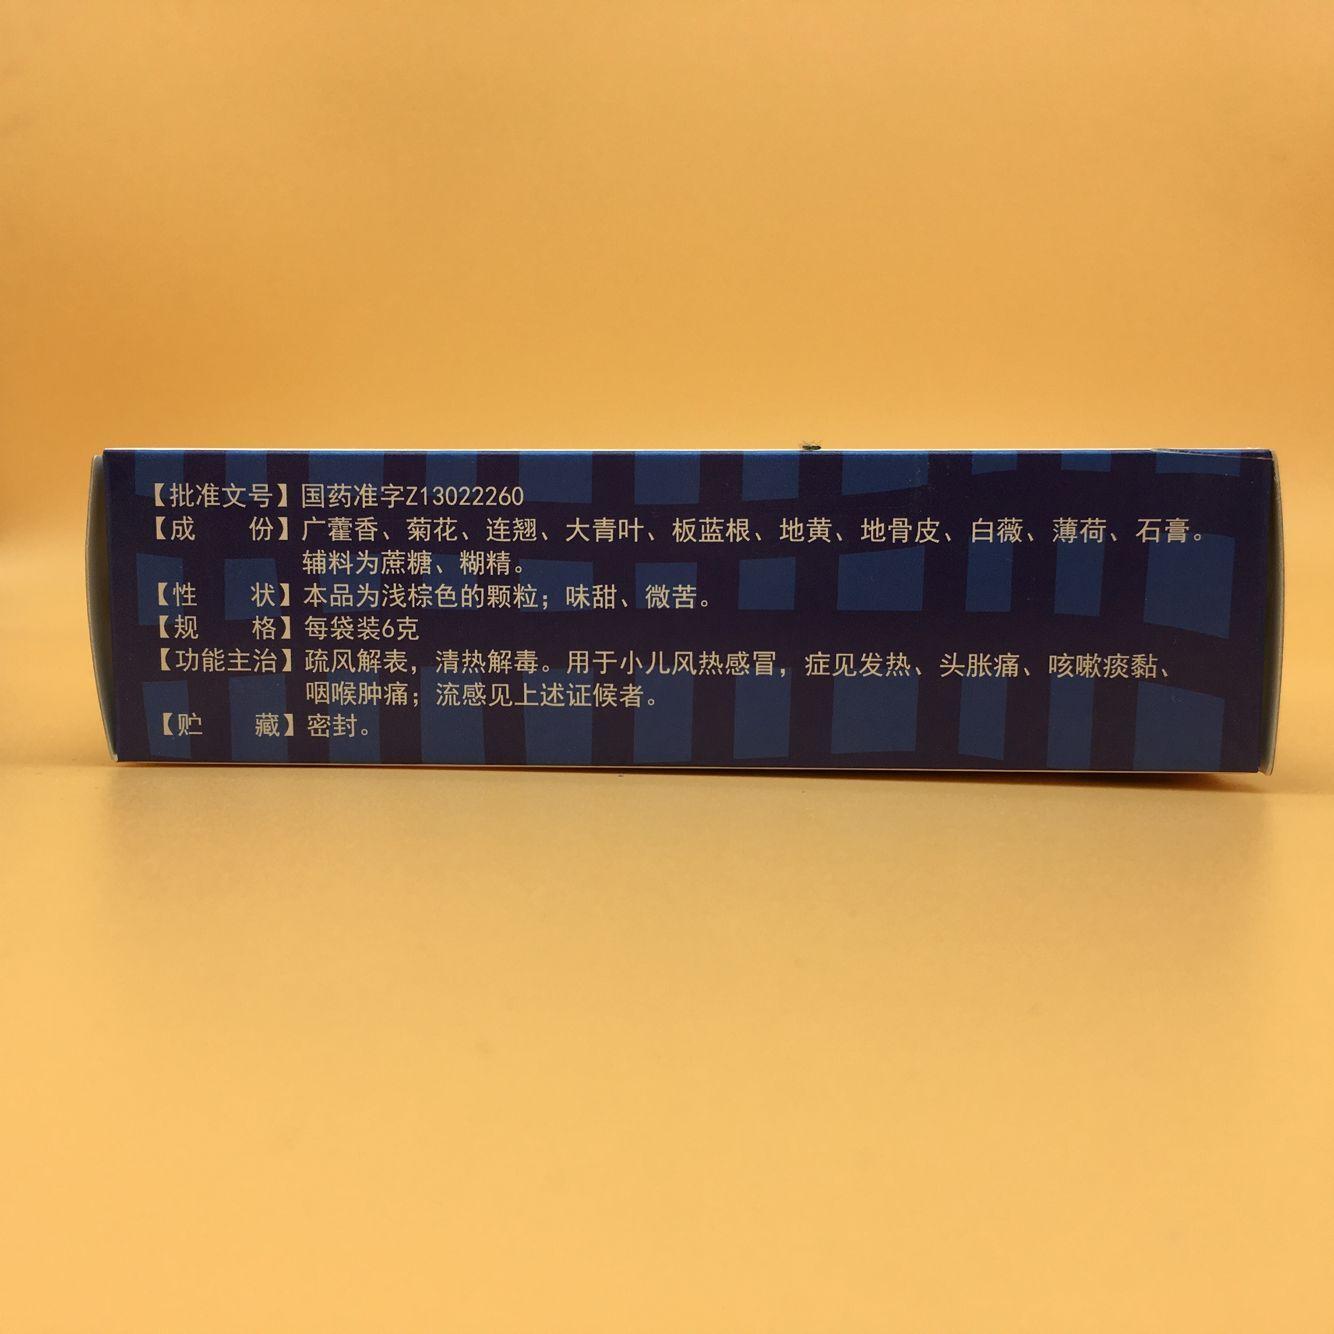 【批准文号】国药准字Z13022260
【成　　份】广藿香、菊花、连翘、大青叶、板蓝根、地黄、地骨皮、白薇、薄荷、石膏。
辅料为蔗糖、糊精。
【性　　状】本品为浅棕色的颗粒；味甜、微苦。
【规　　格】每袋装6克
【功能主治】疏风解表，清热解毒。用于小儿风热感冒，症见发热、头胀痛、咳嗽痰黏、
咽喉肿痛；流感见上述证候者。
【贮　　藏】密封。